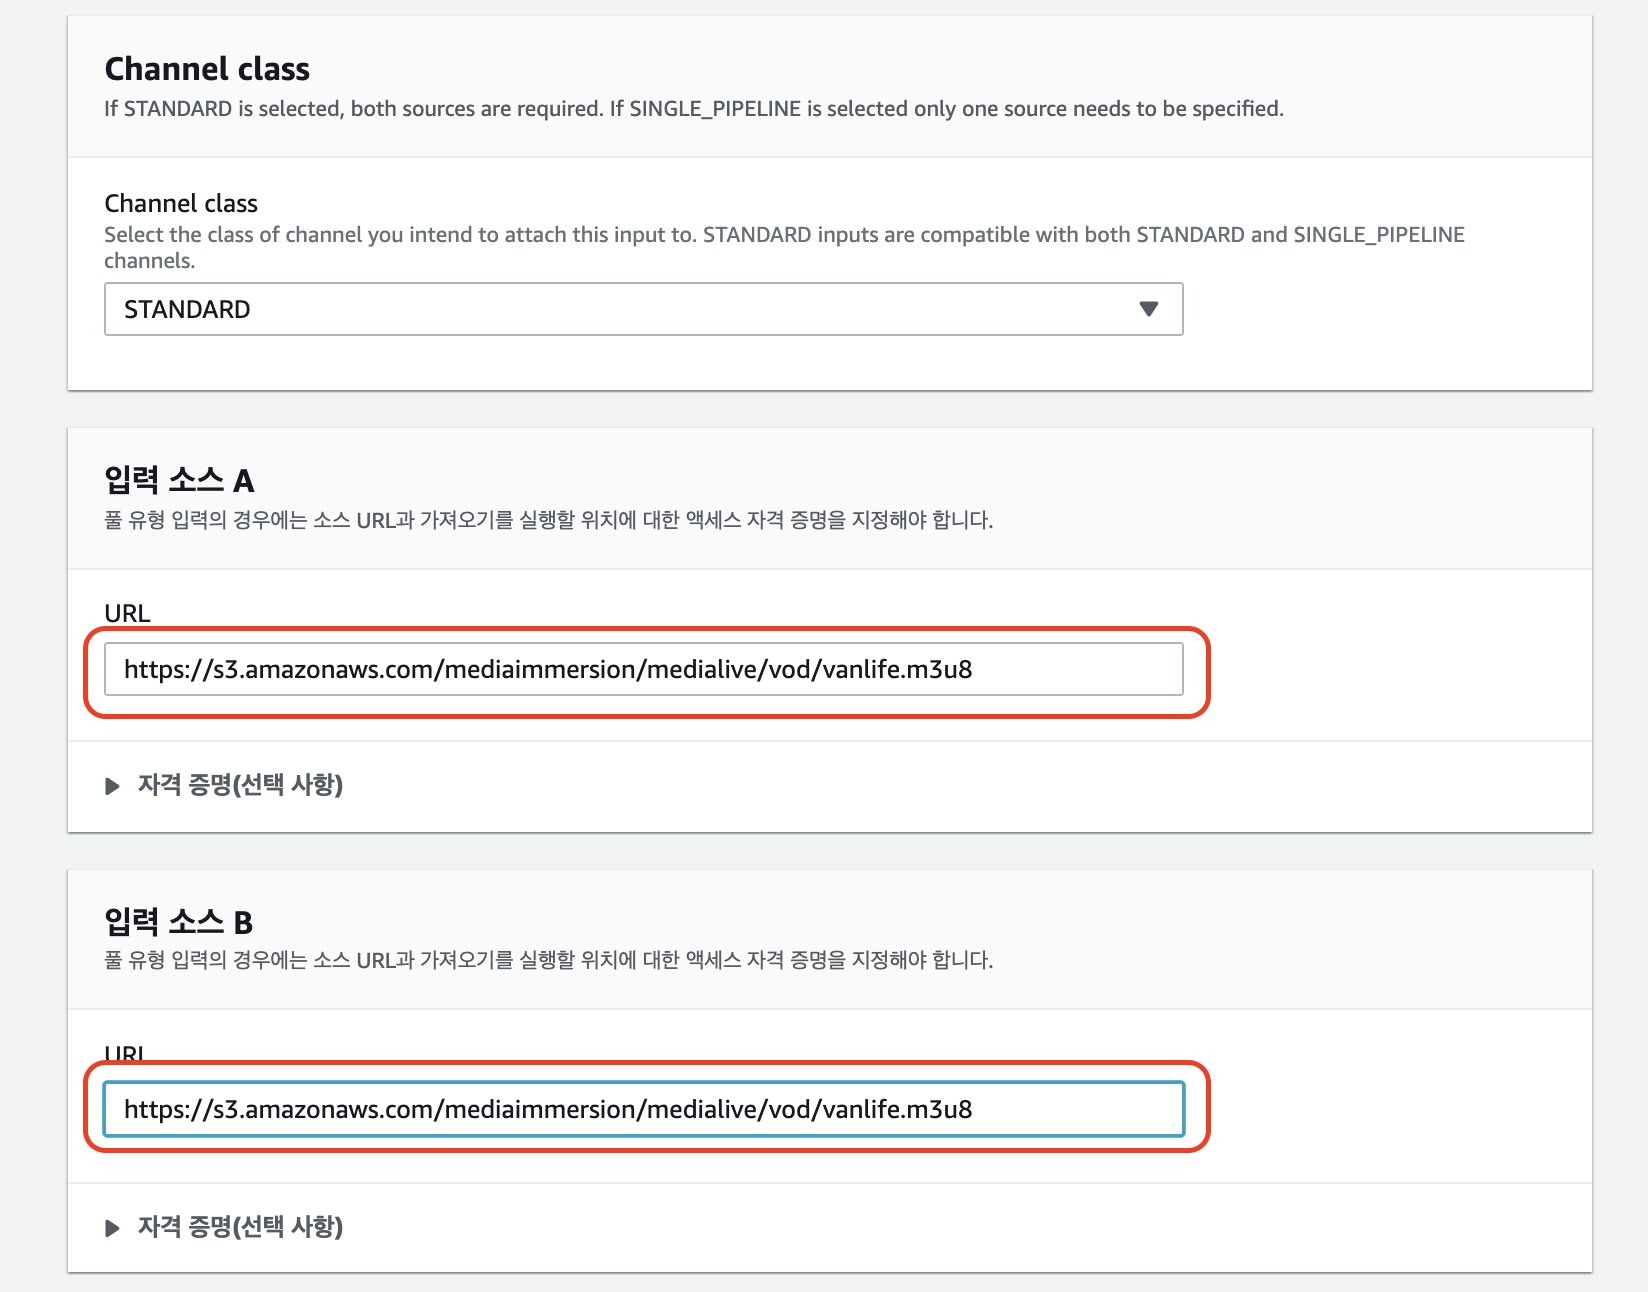 Channel class
If STANDARD is selected, both sources are required. If SINGLE_PIPELINE is selected only one source needs to be specified.
Channel class
Select the class of channel you intend to attach this input to. STANDARD inputs are compatible with both STANDARD and SINGLE_PIPELINE
channels.
STANDARD
입력 소스 A
풀 유형 입력의 경우에는 소스 URL과 가져오기를 실행할 위치에 대한 액세스 자격 증명을 지정해야 합니다.
URL
https://s3.amazonaws.com/mediaimmersion/medialive/vod/vanlife.m3u8
자격 증명(선택 사항)
입력 소스 B
풀 유형 입력의 경우에는 소스 URL과 가져오기를 실행할 위치에 대한 액세스 자격 증명을 지정해야 합니다.
URL
https://s3.amazonaws.com/mediaimmersion/medialive/vod/vanlife.m3u8
자격 증명(선택 사항)